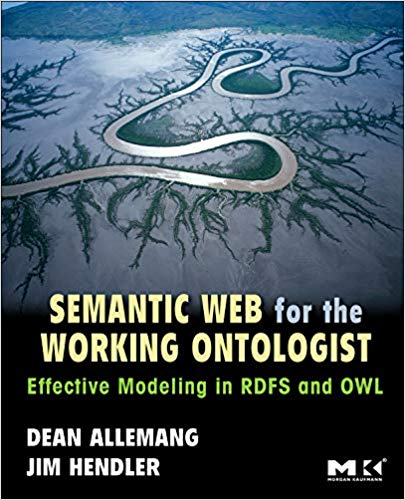 SEMANTIC WEB for the
WORKING ONTOLOGIST
Effective Modeling in RDFS and OWL
DEAN ALLEMANG
JIM HENDLER
MK®
MORGAN KAUFMANN